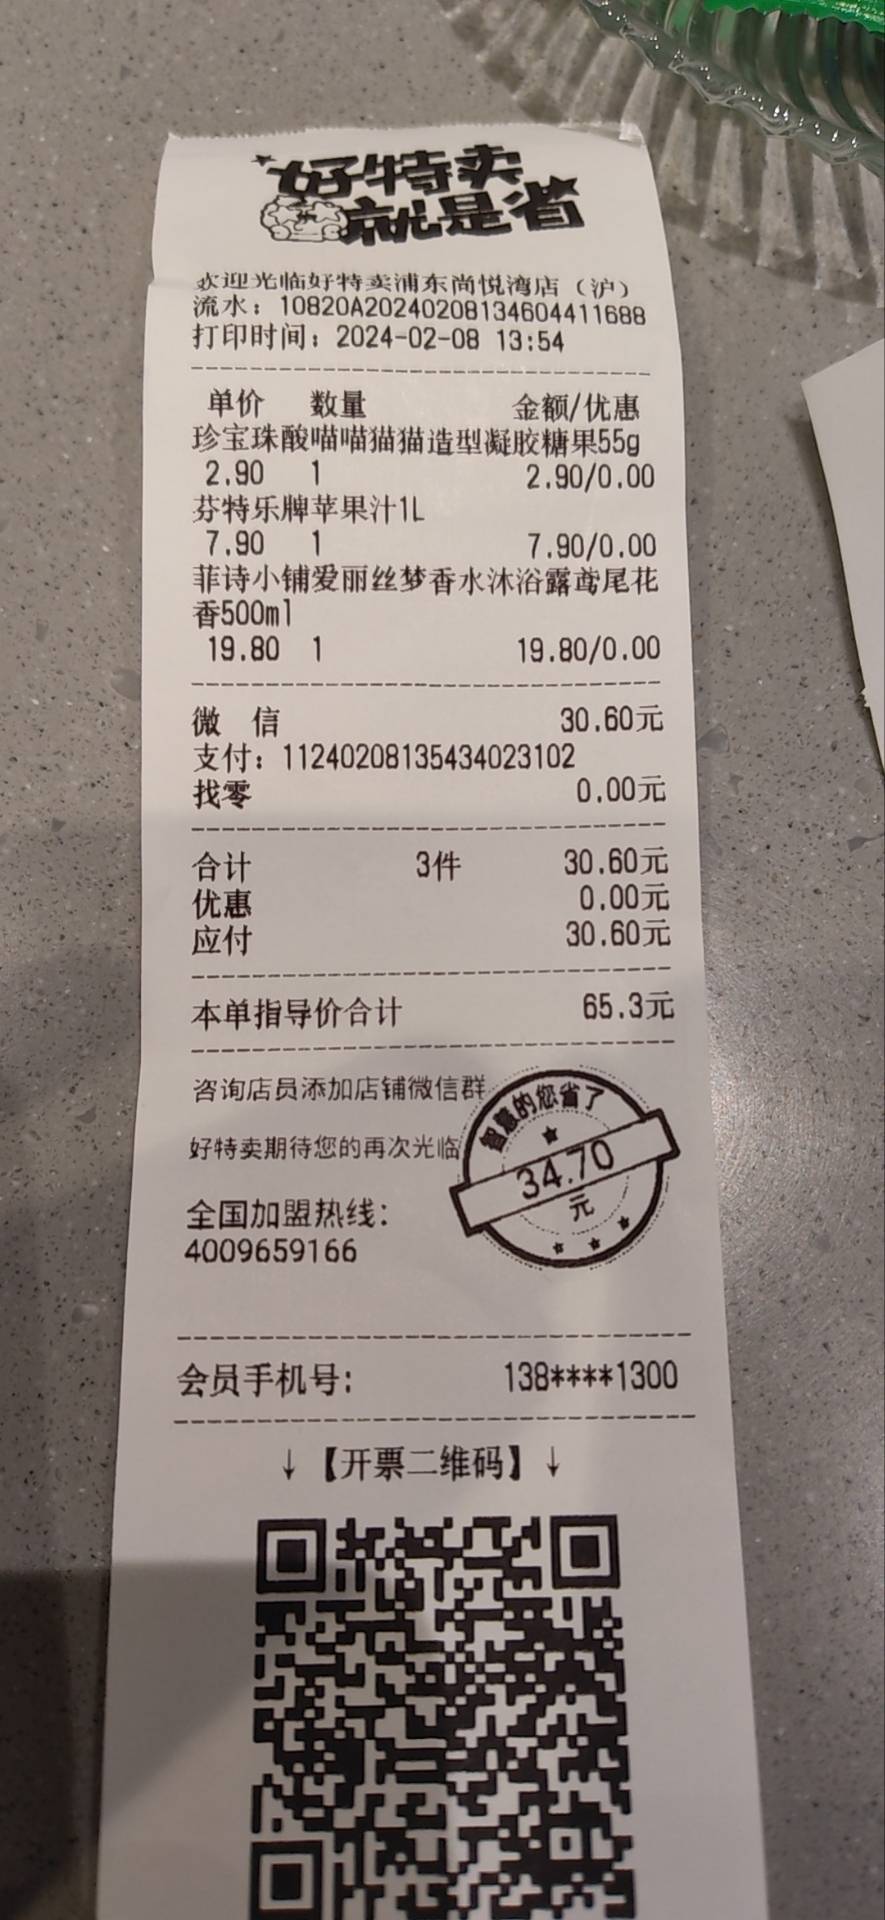 好特卖
就是省
欢迎光临好特卖浦东尚悦湾店（沪）
流水：10820A20240208134604411688
打印时间：2024-02-08 13:54
单价 数量 金额/优惠
珍宝珠酸喵喵猫猫造型凝胶糖果55g
2.90 1 2.90/0.00
芬特乐牌苹果汁1L
7.90 1 7.90/0.00
菲诗小铺爱丽丝梦香水沐浴露鸢尾花
香500ml
19.80 1 19.80/0.00
微 信 30.60元
支付：11240208135434023102
找零 0.00元
合计 3件 30.60元
优惠 0.00元
应付 30.60元
本单指导价合计 65.3元
咨询店员添加店铺微信群
好特卖期待您的再次光临
智慧的您省了
34.70
元
全国加盟热线：
4009659166
会员手机号： 138****1300
↓【开票二维码】↓